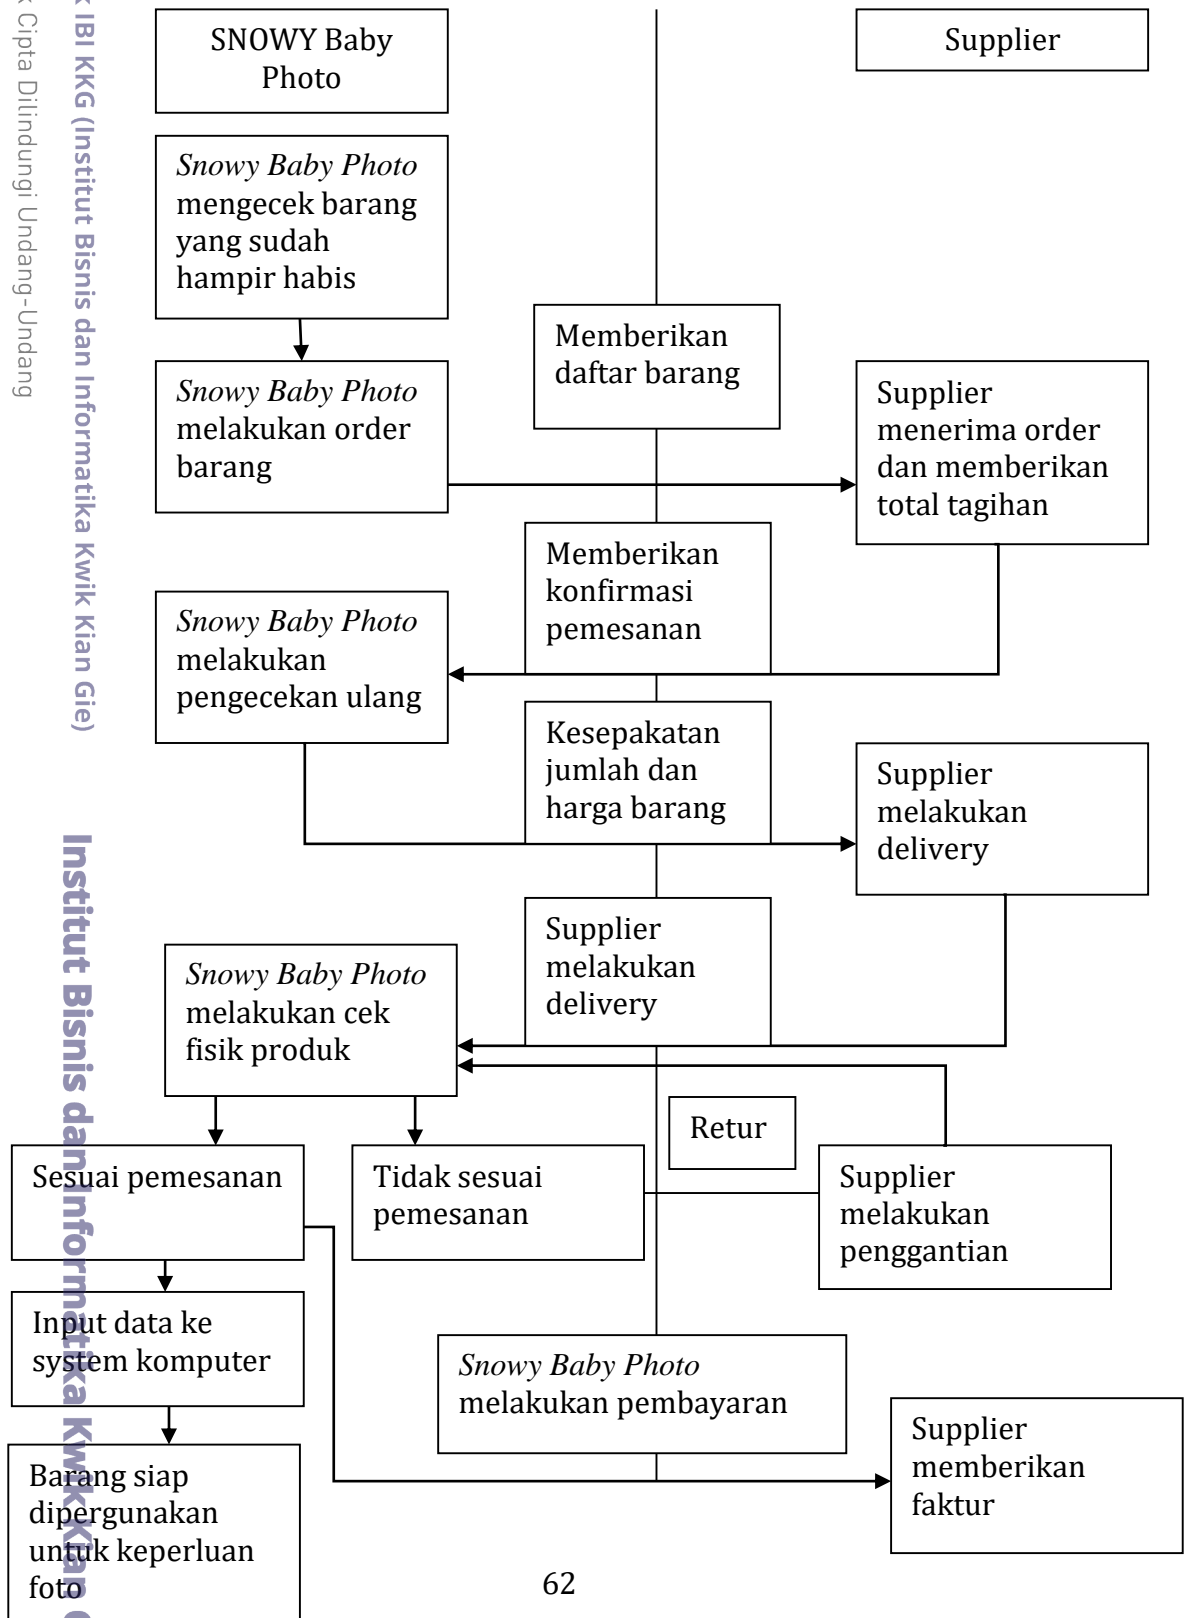 SNOWY Baby
Photo
Supplier
Snowy Baby Photo
mengecek barang
yang sudah
hampir habis
Memberikan
daftar barang
Snowy Baby Photo
melakukan order
barang
Supplier
menerima order
dan memberikan
total tagihan
Memberikan
konfirmasi
pemesanan
Snowy Baby Photo
melakukan
pengecekan ulang
Kesepakatan
jumlah dan
harga barang
Supplier
melakukan
delivery
Supplier
melakukan
delivery
Snowy Baby Photo
melakukan cek
fisik produk
Retur
Sesuai pemesanan
Tidak sesuai
pemesanan
Supplier
melakukan
penggantian
Input data ke
system komputer
Snowy Baby Photo
melakukan pembayaran
Supplier
memberikan
faktur
Barang siap
dipergunakan
untuk keperluan
foto
62
IBI KKG (Institut Bisnis dan Informatika Kwik Kian Gie)
Cipta Dilindungi Undang-Undang
Institut Bisnis dan Informatika Kwik Kian